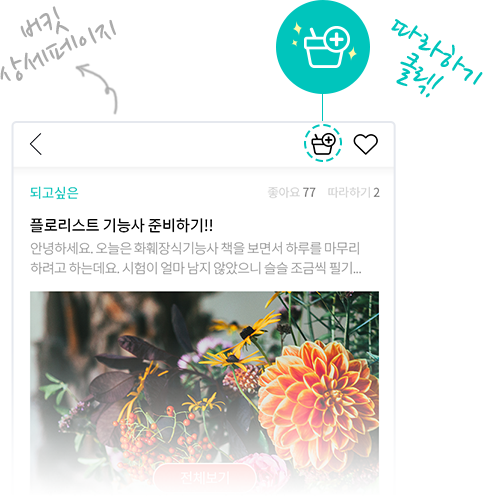 버킷
상세페이지
따라하기
클릭!
되고싶은
좋아요 77 따라하기 2
플로리스트 기능사 준비하기!!
안녕하세요. 오늘은 화훼장식기능사 책을 보면서 하루를 마무리
하려고 하는데요. 시험이 얼마 남지 않았으니 슬슬 조금씩 필기...
전체보기